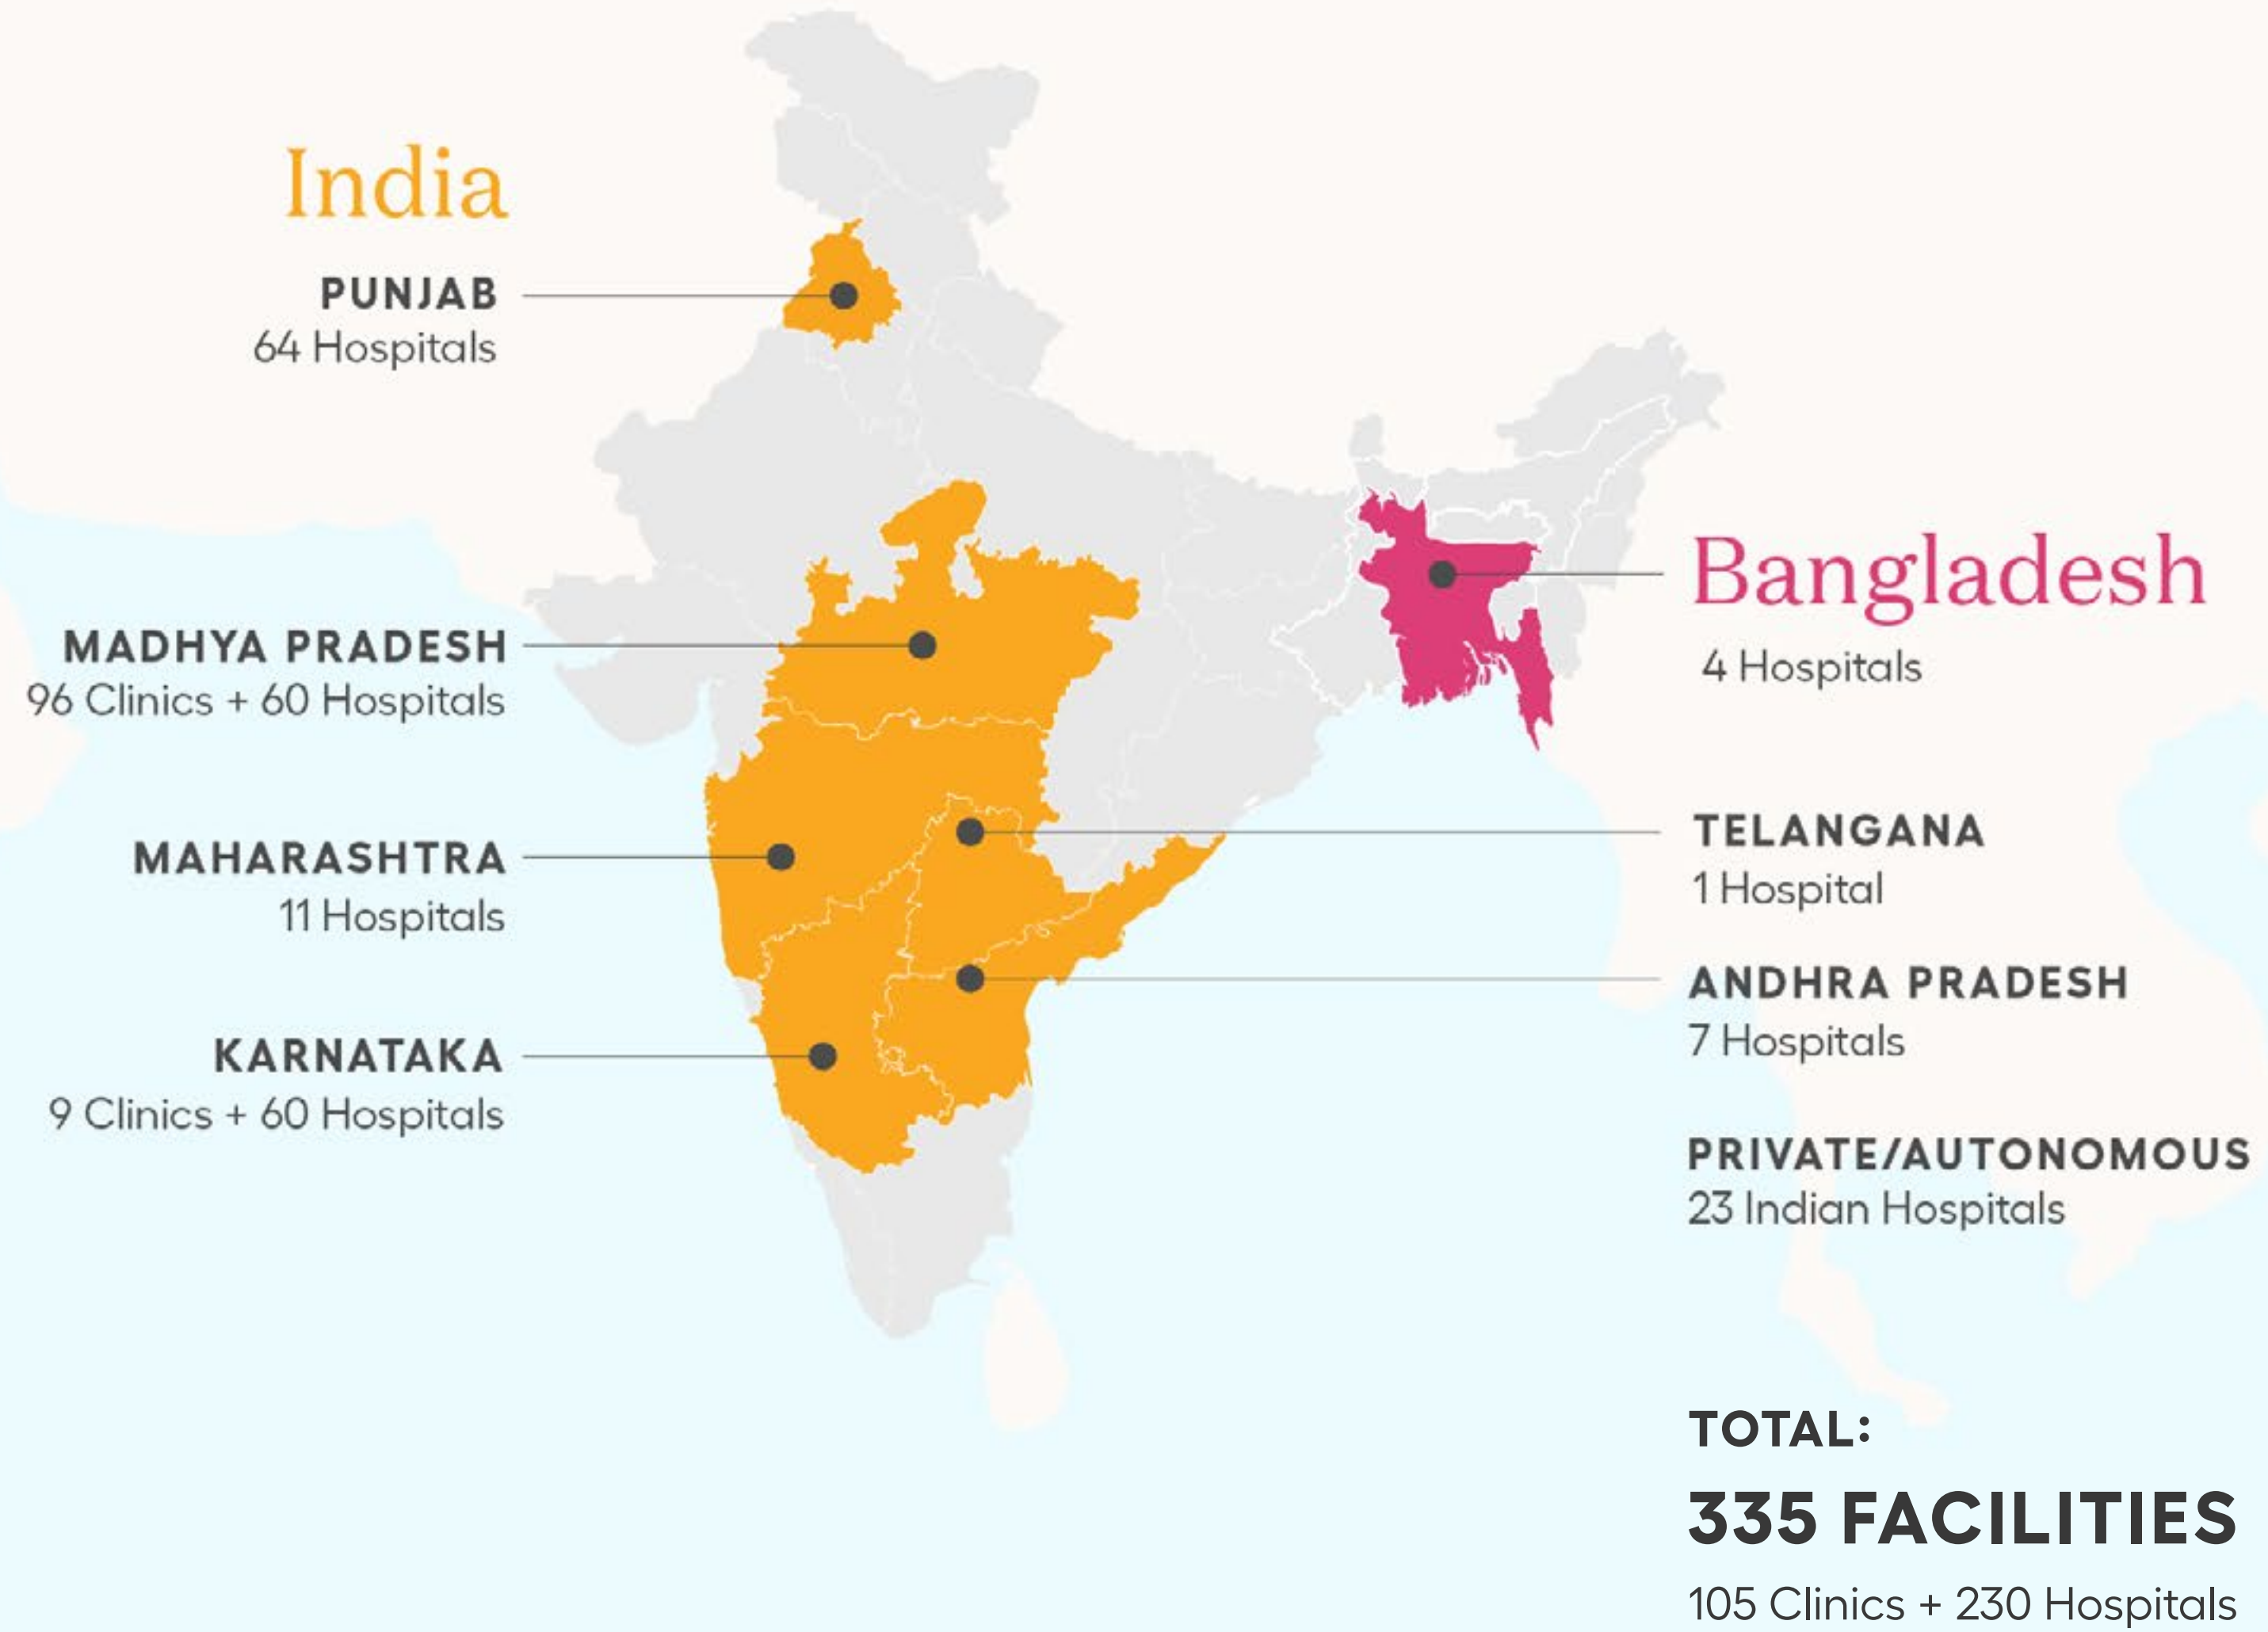 India
PUNJAB
64 Hospitals
MADHYA PRADESH
96 Clinics + 60 Hospitals
MAHARASHTRA
11 Hospitals
KARNATAKA
9 Clinics + 60 Hospitals
Bangladesh
4 Hospitals
TELANGANA
1 Hospital
ANDHRA PRADESH
7 Hospitals
PRIVATE/AUTONOMOUS
23 Indian Hospitals
TOTAL:
335 FACILITIES
105 Clinics + 230 Hospitals